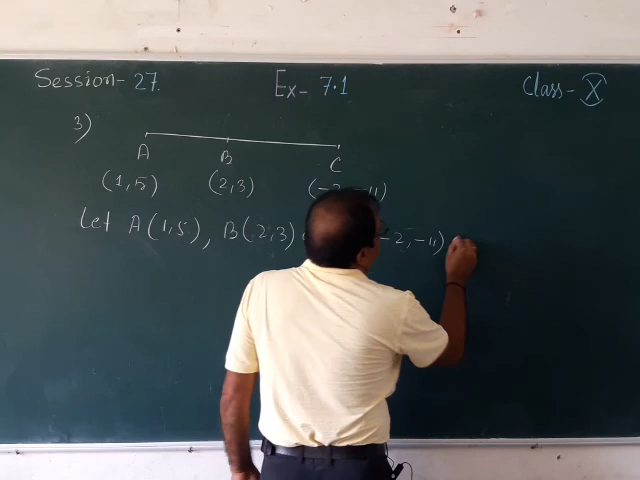 Session-27. Ex-7.1 Class-X
3)
A B C
(1,5) (2,3) (-2,-11)
Let A(1,5), B(2,3) -2,-11)